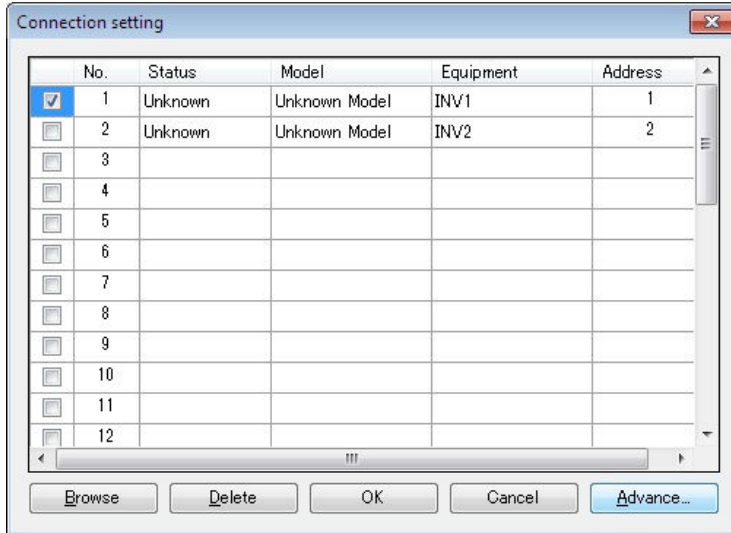 Connection setting
No. Status Model Equipment Address
1 Unknown Unknown Model INV1 1
2 Unknown Unknown Model INV2 2
3
4
5
6
7
8
9
10
11
12
Browse Delete OK Cancel Advance...